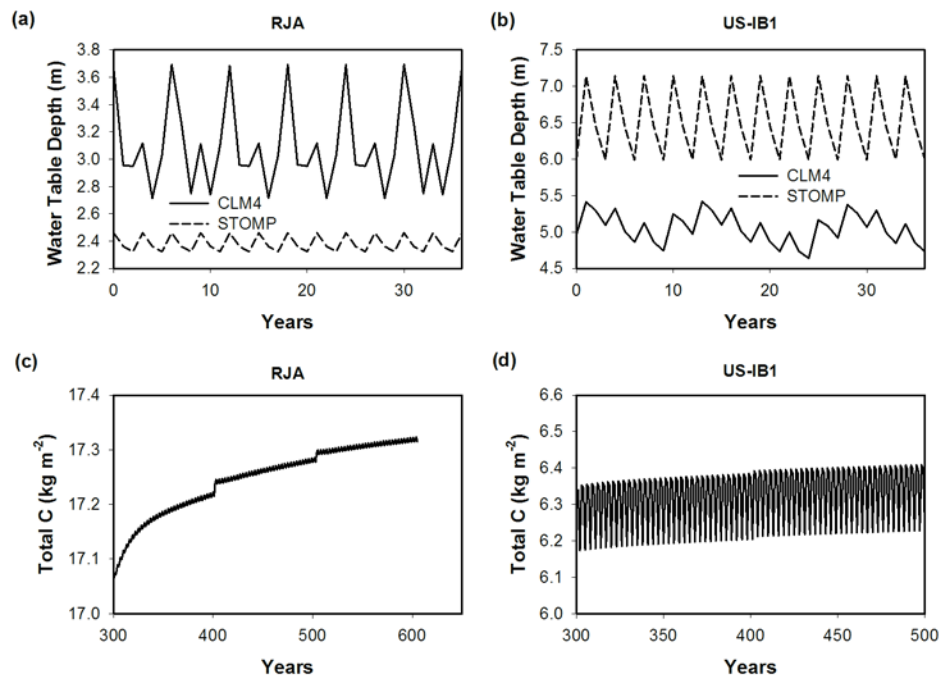 (a)
RJA
3.8
3.6
3.4
3.2
3.0
2.8
2.6
2.4
2.2
Water Table Depth (m)
CLM4
STOMP
0
10
20
30
Years
(b)
US-IB1
7.5
7.0
6.5
6.0
5.5
5.0
4.5
Water Table Depth (m)
CLM4
STOMP
0
10
20
30
Years
(c)
RJA
17.4
17.3
17.2
17.1
17.0
Total C (kg m⁻²)
300
400
500
600
Years
(d)
US-IB1
6.6
6.5
6.4
6.3
6.2
6.1
6.0
Total C (kg m⁻²)
300
350
400
450
500
Years